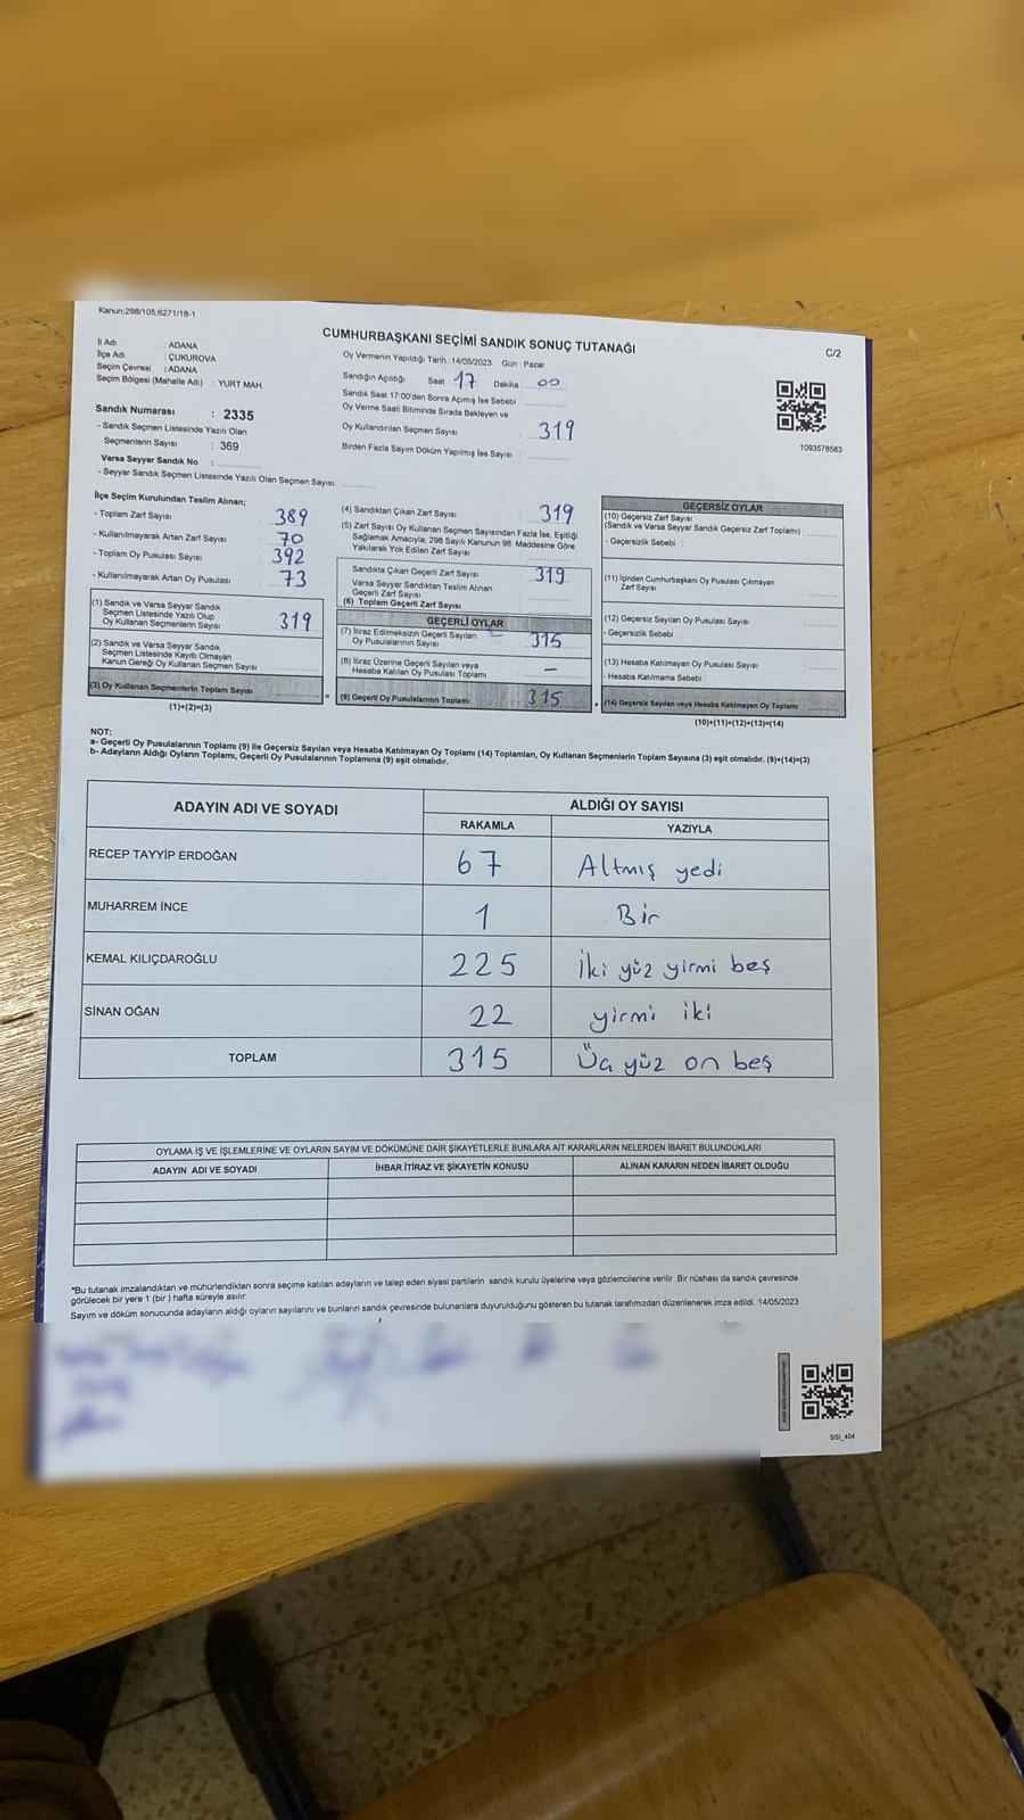 Kanun:298/105,6271/18-1
CUMHURBAŞKANI SEÇİMİ SANDIK SONUÇ TUTANAĞI
C/2
İl Adı : ADANA
İlçe Adı : ÇUKUROVA
Seçim Çevresi : ADANA
Seçim Bölgesi (Mahalle Adı) : YURT MAH.
Sandık Numarası : 2335
- Sandık Seçmen Listesinde Yazılı Olan
Seçmenlerin Sayısı : 369
Varsa Seyyar Sandık No :
- Seyyar Sandık Seçmen Listesinde Yazılı Olan Seçmen Sayısı
Oy Vermenin Yapıldığı Tarih : 14/05/2023 Gün : Pazar
Sandığın Açıldığı Saat 17 Dakika 00
Sandık Saat 17:00'den Sonra Açılmış İse Sebebi
Oy Verme Saati Bitiminde Sırada Bekleyen ve
Oy Kullandırılan Seçmen Sayısı 319
Birden Fazla Sayım Döküm Yapılmış İse Sayısı
1093578563
İlçe Seçim Kurulundan Teslim Alınan;
- Toplam Zarf Sayısı 389
- Kullanılmayarak Artan Zarf Sayısı 70
- Toplam Oy Pusulası Sayısı 392
- Kullanılmayarak Artan Oy Pusulası 73
(1) Sandık ve Varsa Seyyar Sandık
Seçmen Listesinde Yazılı Olup
Oy Kullanan Seçmenlerin Sayısı 319
(2) Sandık ve Varsa Seyyar Sandık
Seçmen Listesinde Kayıtlı Olmayan
Kanun Gereği Oy Kullanan Seçmen Sayısı
(3) Oy Kullanan Seçmenlerin Toplam Sayısı
(1)+(2)=(3)
(4) Sandıktan Çıkan Zarf Sayısı 319
(5) Zarf Sayısı Oy Kullanan Seçmen Sayısından Fazla İse, Eşitliği
Sağlamak Amacıyla, 298 Sayılı Kanunun 98. Maddesine Göre
Yakılarak Yok Edilen Zarf Sayısı
Sandıkta Çıkan Geçerli Zarf Sayısı 319
Varsa Seyyar Sandıktan Teslim Alınan
Geçerli Zarf Sayısı
(6) Toplam Geçerli Zarf Sayısı
GEÇERLİ OYLAR
(7) İtiraz Edilmeksizin Geçerli Sayılan
Oy Pusulalarının Sayısı 315
(8) İtiraz Üzerine Geçerli Sayılan veya
Hesaba Katılan Oy Pusulası Toplamı –
(9) Geçerli Oy Pusulalarının Toplamı 315
GEÇERSİZ OYLAR
(10) Geçersiz Zarf Sayısı
(Sandık ve Varsa Seyyar Sandık Geçersiz Zarf Toplamı)
- Geçersizlik Sebebi :
(11) İçinden Cumhurbaşkanı Oy Pusulası Çıkmayan
Zarf Sayısı
(12) Geçersiz Sayılan Oy Pusulası Sayısı
- Geçersizlik Sebebi
(13) Hesaba Katılmayan Oy Pusulası Sayısı
- Hesaba Katılmama Sebebi
(14) Geçersiz Sayılan veya Hesaba Katılmayan Oy Toplamı
(10)+(11)+(12)+(13)=(14)
NOT:
a- Geçerli Oy Pusulalarının Toplamı (9) ile Geçersiz Sayılan veya Hesaba Katılmayan Oy Toplamı (14) Toplamları, Oy Kullanan Seçmenlerin Toplam Sayısına (3) eşit olmalıdır. (9)+(14)=(3)
b- Adayların Aldığı Oyların Toplamı, Geçerli Oy Pusulalarının Toplamına (9) eşit olmalıdır.
ADAYIN ADI VE SOYADI ALDIĞI OY SAYISI
RAKAMLA YAZIYLA
RECEP TAYYİP ERDOĞAN 67 Altmış yedi
MUHARREM İNCE 1 Bir
KEMAL KILIÇDAROĞLU 225 İki yüz yirmi beş
SİNAN OĞAN 22 yirmi iki
TOPLAM 315 Üç yüz on beş
OYLAMA İŞ VE İŞLEMLERİNE VE OYLARIN SAYIM VE DÖKÜMÜNE DAİR ŞİKAYETLERLE BUNLARA AİT KARARLARIN NELERDEN İBARET BULUNDUKLARI
ADAYIN ADI VE SOYADI İHBAR İTİRAZ VE ŞİKAYETİN KONUSU ALINAN KARARIN NEDEN İBARET OLDUĞU
*Bu tutanak imzalandıktan ve mühürlendikten sonra seçime katılan adayların ve talep eden siyasi partilerin sandık kurulu üyelerine veya gözlemcilerine verilir. Bir nüshası da sandık çevresinde
görülecek bir yere 1 (bir) hafta süreyle asılır.
Sayım ve döküm sonucunda adayların aldığı oyların sayılarını ve bunların sandık çevresinde bulunanlara duyurulduğunu gösteren bu tutanak tarafımızdan düzenlenerek imza edildi. 14/05/2023